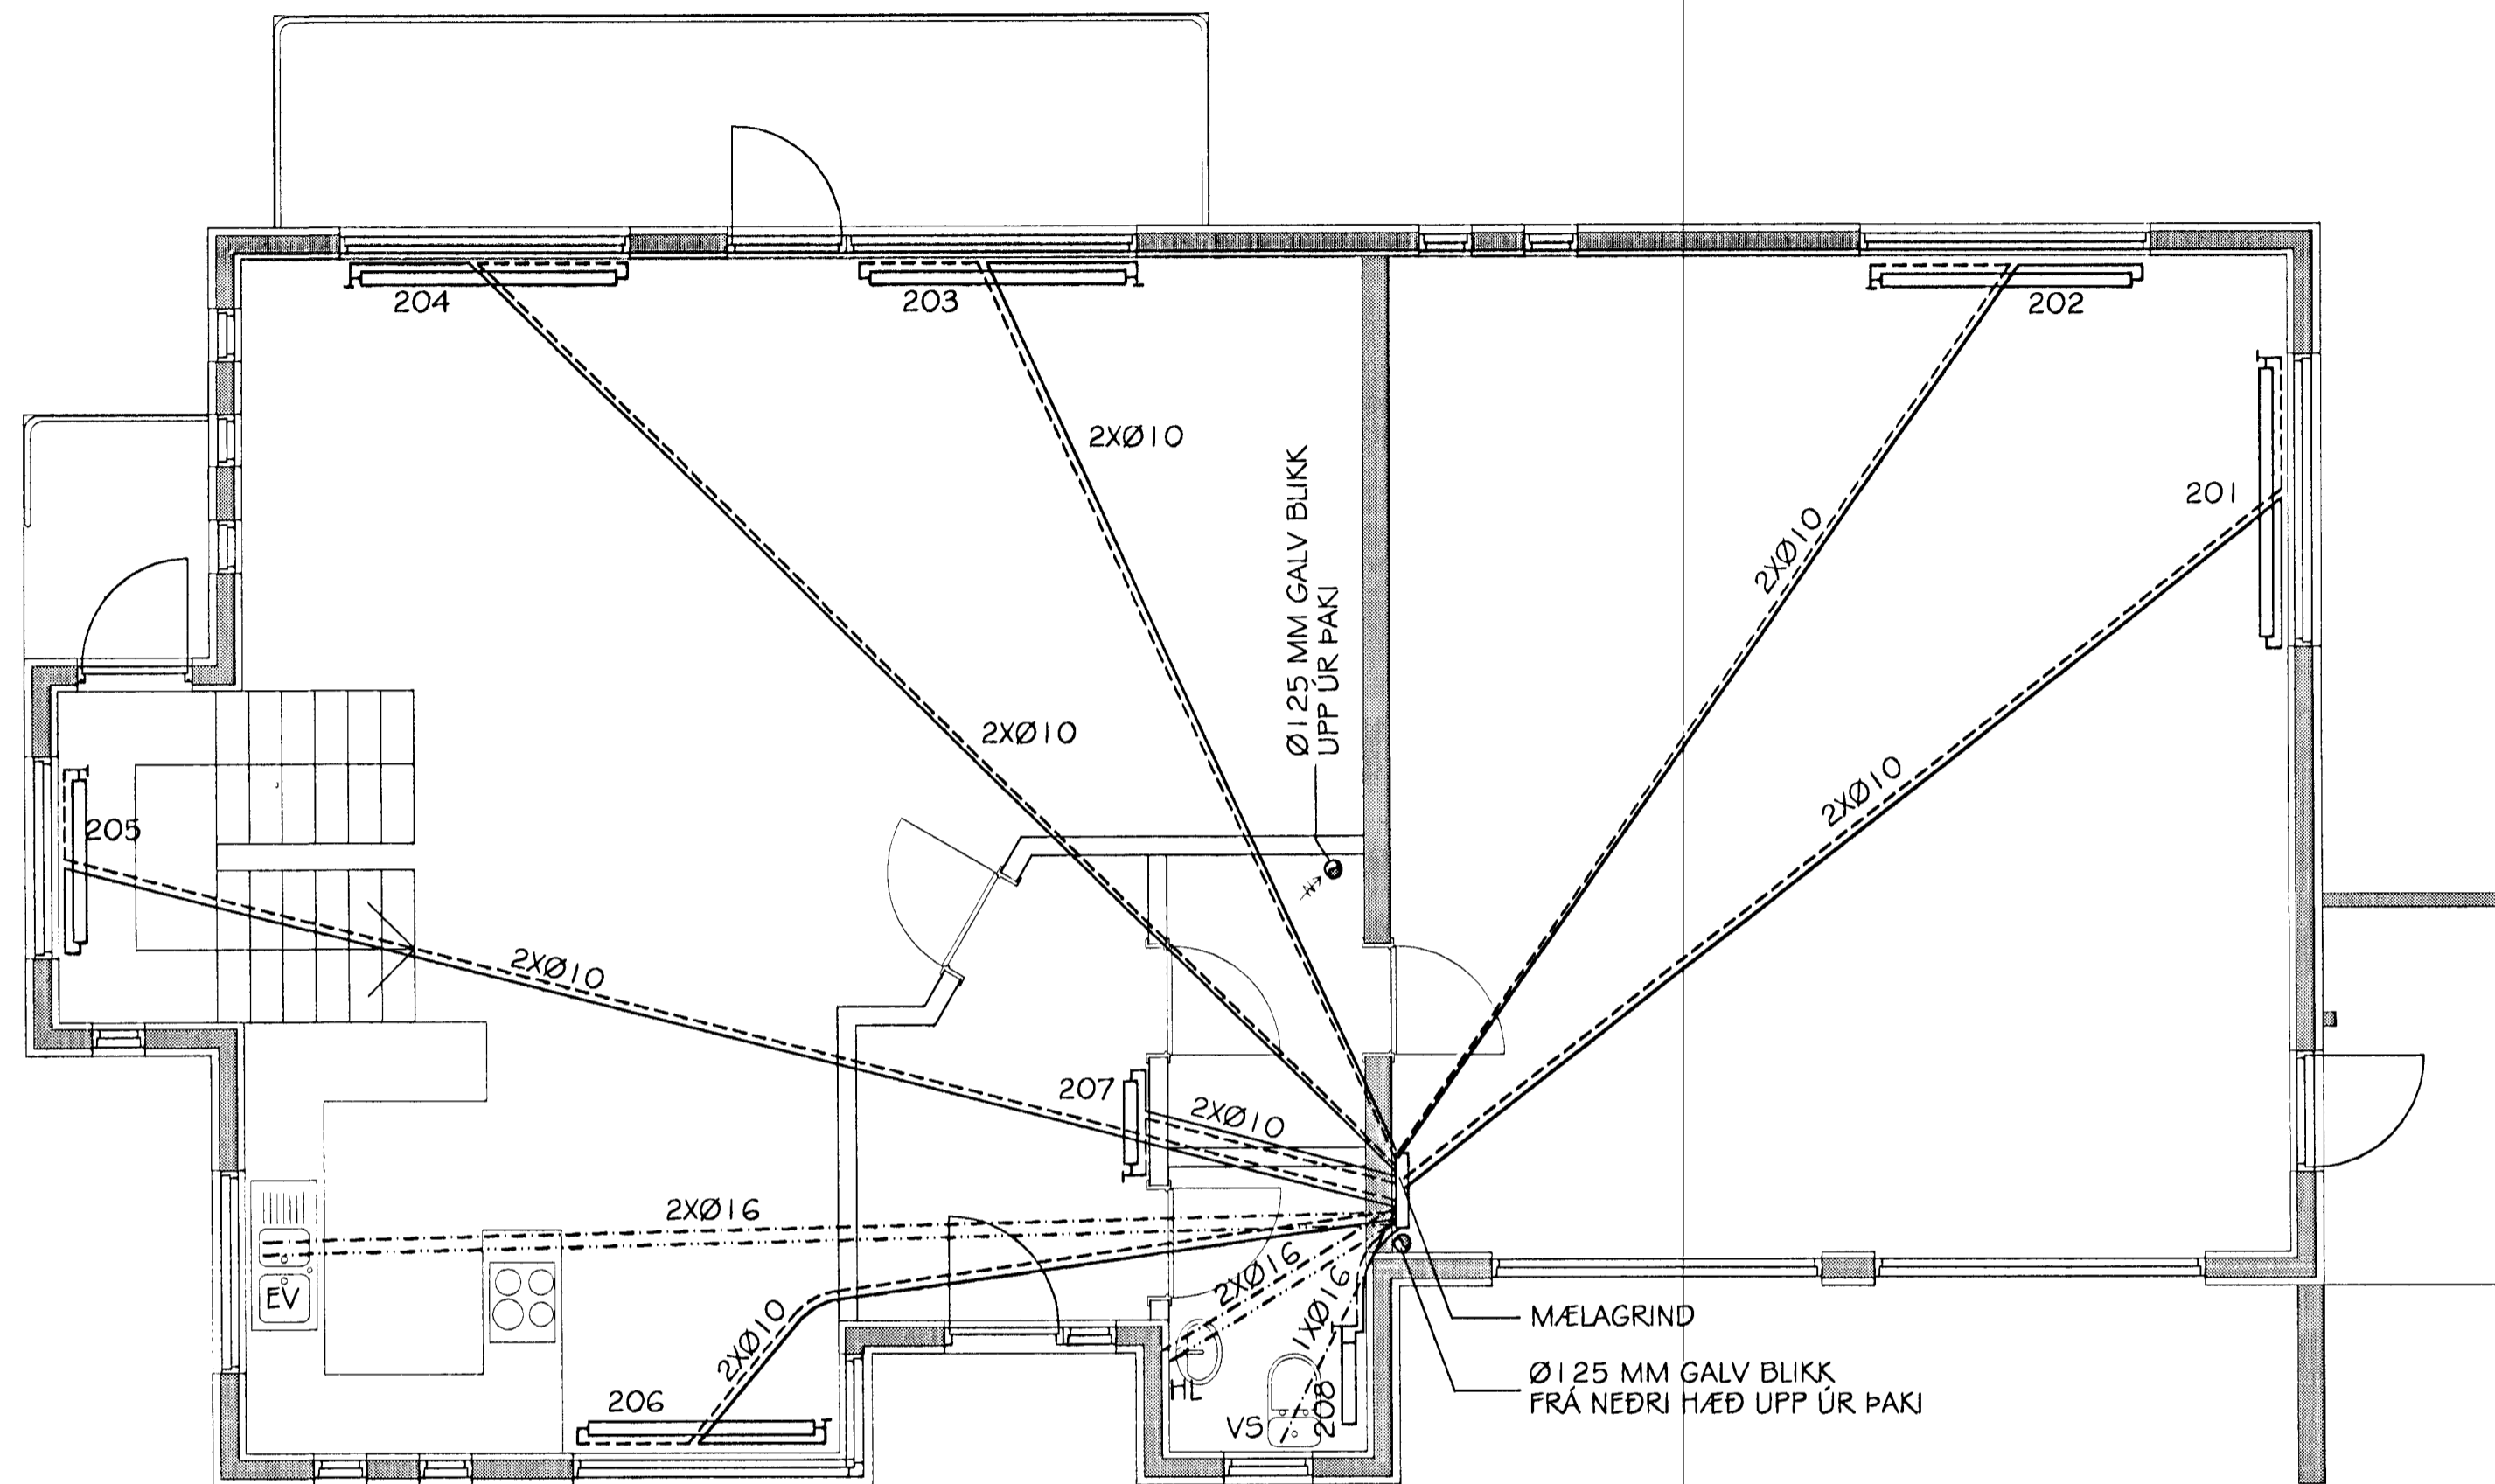 204
203
202
2XØ10
Ø125 MM GALV BLIKK
UPP ÚR ÞAKI
201
2XØ10
2XØ10
2XØ10
205
2XØ10
207
2XØ10
2XØ16
2XØ16
1XØ16
EV
2XØ10
MÆLAGRIND
Ø125 MM GALV BLIKK
FRÁ NEÐRI HÆÐ UPP ÚR ÞAKI
HL
206
208
VS